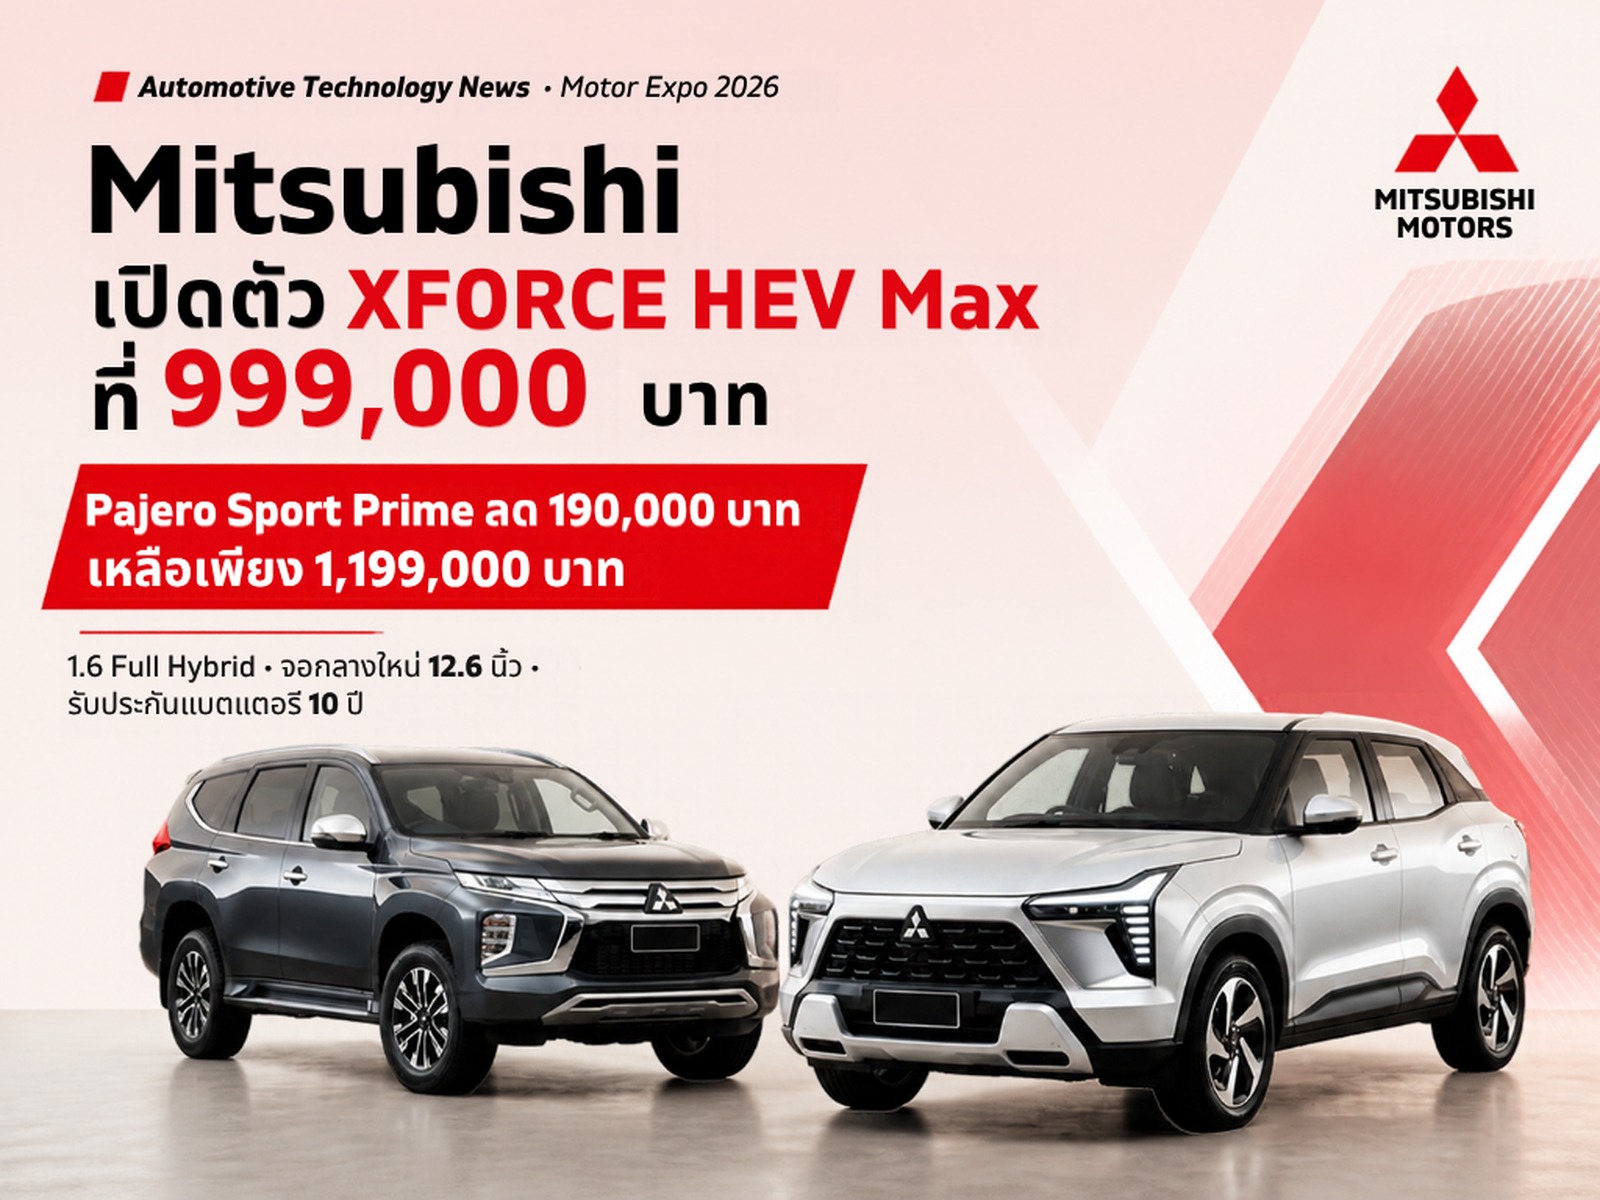 Automotive Technology News · Motor Expo 2026
Mitsubishi
เปิดตัว XFORCE HEV Max
ที่ 999,000 บาท
Pajero Sport Prime ลด 190,000 บาท
เหลือเพียง 1,199,000 บาท
1.6 Full Hybrid • จอกลางใหม่ 12.6 นิ้ว •
รับประกันแบตเตอรี 10 ปี
MITSUBISHI
MOTORS